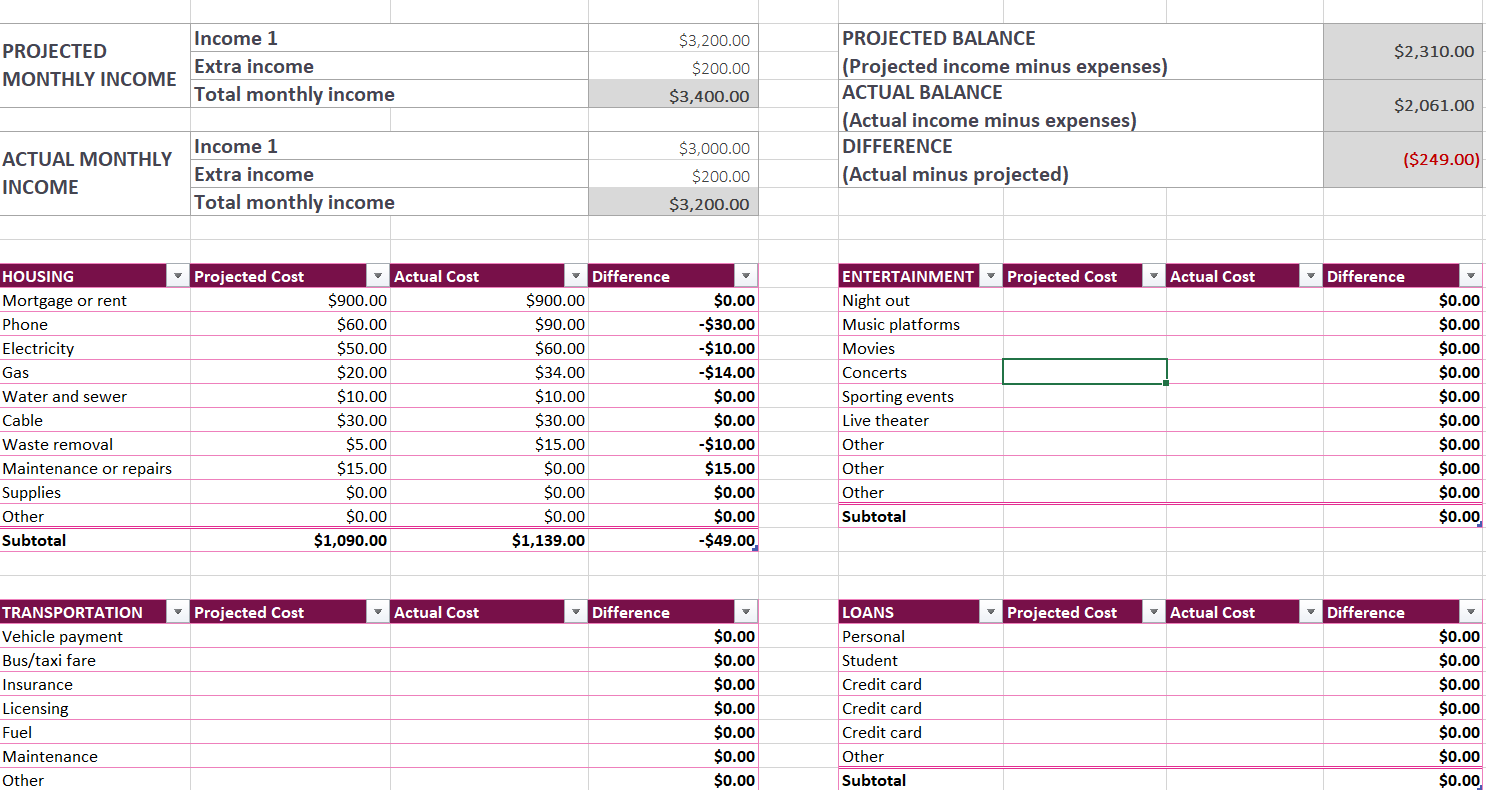 PROJECTED
MONTHLY INCOME
Income 1 $3,200.00
Extra income $200.00
Total monthly income $3,400.00
PROJECTED BALANCE
(Projected income minus expenses) $2,310.00
ACTUAL BALANCE
(Actual income minus expenses) $2,061.00
DIFFERENCE
(Actual minus projected) ($249.00)
ACTUAL MONTHLY
INCOME
Income 1 $3,000.00
Extra income $200.00
Total monthly income $3,200.00
HOUSING Projected Cost Actual Cost Difference
Mortgage or rent $900.00 $900.00 $0.00
Phone $60.00 $90.00 -$30.00
Electricity $50.00 $60.00 -$10.00
Gas $20.00 $34.00 -$14.00
Water and sewer $10.00 $10.00 $0.00
Cable $30.00 $30.00 $0.00
Waste removal $5.00 $15.00 -$10.00
Maintenance or repairs $15.00 $0.00 $15.00
Supplies $0.00 $0.00 $0.00
Other $0.00 $0.00 $0.00
Subtotal $1,090.00 $1,139.00 -$49.00
ENTERTAINMENT Projected Cost Actual Cost Difference
Night out $0.00
Music platforms $0.00
Movies $0.00
Concerts $0.00
Sporting events $0.00
Live theater $0.00
Other $0.00
Other $0.00
Other $0.00
Subtotal $0.00
TRANSPORTATION Projected Cost Actual Cost Difference
Vehicle payment $0.00
Bus/taxi fare $0.00
Insurance $0.00
Licensing $0.00
Fuel $0.00
Maintenance $0.00
Other $0.00
LOANS Projected Cost Actual Cost Difference
Personal $0.00
Student $0.00
Credit card $0.00
Credit card $0.00
Credit card $0.00
Other $0.00
Subtotal $0.00